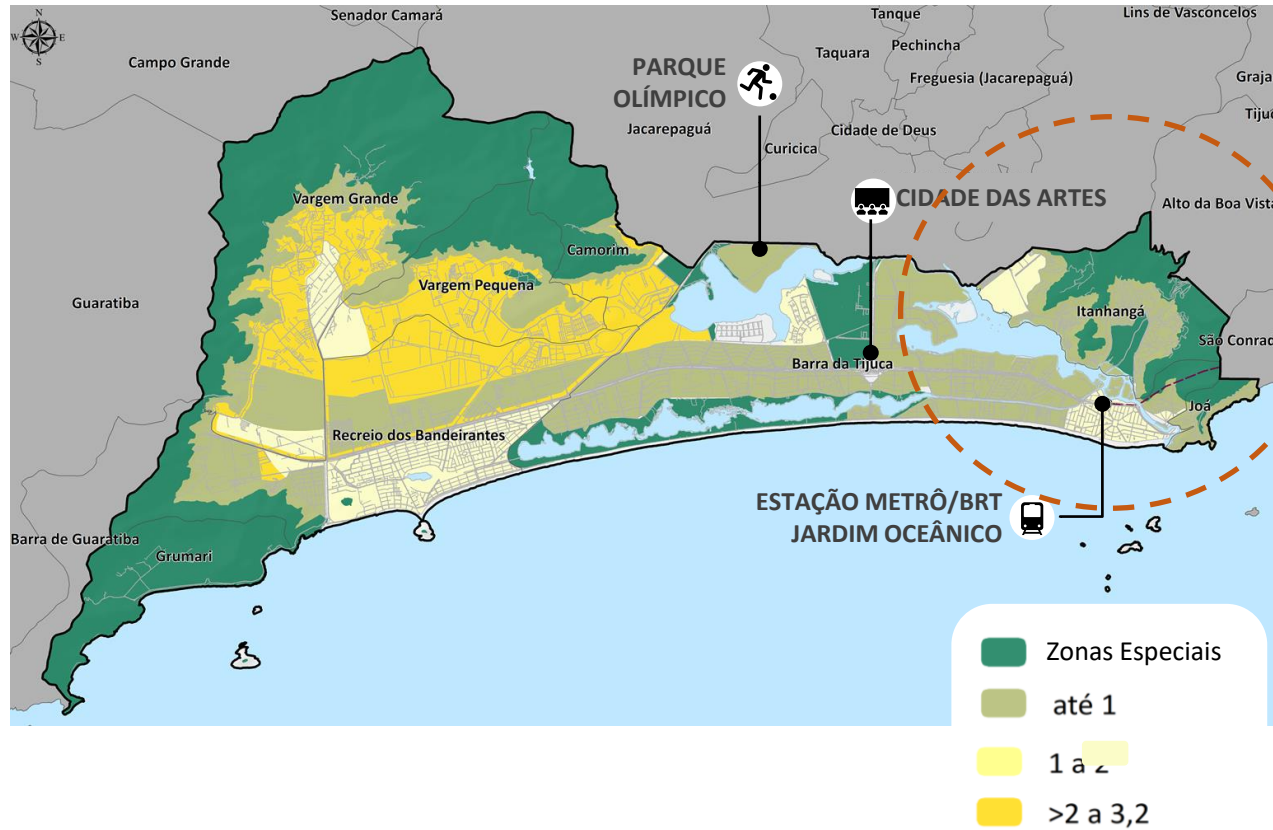 N
W E
S
Senador Camará
Tanque
Lins de Vasconcelos
Campo Grande
Taquara
Pechincha
PARQUE
OLÍMPICO
Freguesia (Jacarepaguá)
Graja
Jacarepaguá
Cidade de Deus
Tijuc
Curicica
Vargem Grande
CIDADE DAS ARTES
Alto da Boa Vista
Camorim
Vargem Pequena
Guaratiba
Itanhangá
São Conrad
Barra da Tijuca
Joá
Recreio dos Bandeirantes
ESTAÇÃO METRÔ/BRT
JARDIM OCEÂNICO
Barra de Guaratiba
Grumari
Zonas Especiais
até 1
1 a 2
>2 a 3,2